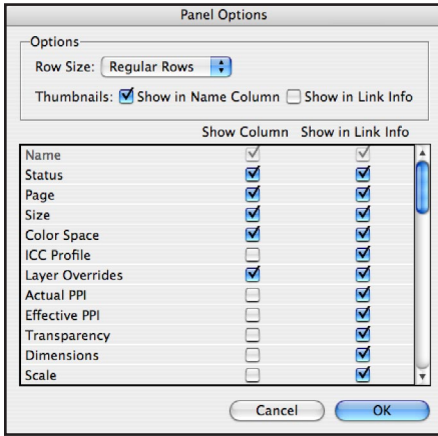 Panel Options
Options
Row Size: Regular Rows
Thumbnails: Show in Name Column Show in Link Info
Show Column Show in Link Info
Name
Status
Page
Size
Color Space
ICC Profile
Layer Overrides
Actual PPI
Effective PPI
Transparency
Dimensions
Scale
Cancel OK